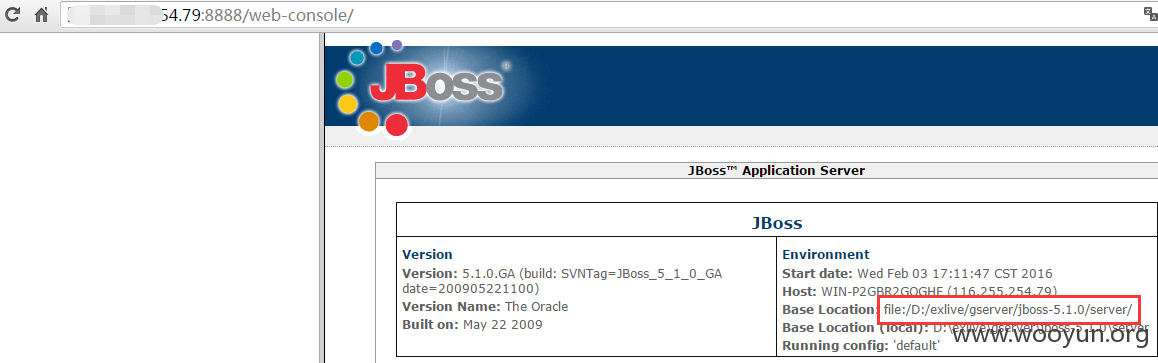 54.79:8888/web-console/
JBoss
JBoss™ Application Server
JBoss
Version
Version: 5.1.0.GA (build: SVNTag=JBoss_5_1_0_GA
date=200905221100)
Version Name: The Oracle
Built on: May 22 2009
Environment
Start date: Wed Feb 03 17:11:47 CST 2016
Host: WIN-P2GBR2GOGHF (116.255.254.79)
Base Location: file:/D:/exlive/gserver/jboss-5.1.0/server/
Base Location (local): D:\exlive\gserver\jboss-5.1.0\server
Running config: 'default'
www.wooyun.org